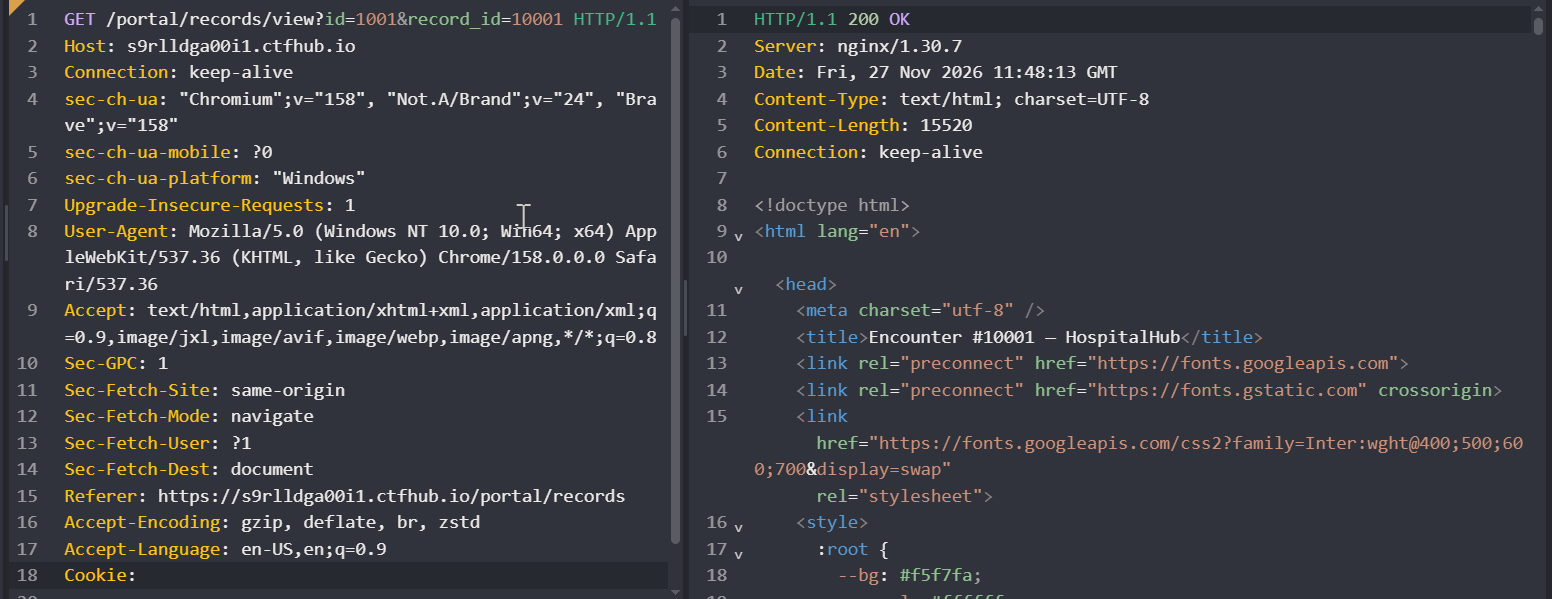 1 GET /portal/records/view?id=1001&record_id=10001 HTTP/1.1
2 Host: s9rlldga00i1.ctfhub.io
3 Connection: keep-alive
4 sec-ch-ua: "Chromium";v="158", "Not.A/Brand";v="24", "Bra
ve";v="158"
5 sec-ch-ua-mobile: ?0
6 sec-ch-ua-platform: "Windows"
7 Upgrade-Insecure-Requests: 1
8 User-Agent: Mozilla/5.0 (Windows NT 10.0; Win64; x64) App
leWebKit/537.36 (KHTML, like Gecko) Chrome/158.0.0.0 Safa
ri/537.36
9 Accept: text/html,application/xhtml+xml,application/xml;q
=0.9,image/jxl,image/avif,image/webp,image/apng,*/*;q=0.8
10 Sec-GPC: 1
11 Sec-Fetch-Site: same-origin
12 Sec-Fetch-Mode: navigate
13 Sec-Fetch-User: ?1
14 Sec-Fetch-Dest: document
15 Referer: https://s9rlldga00i1.ctfhub.io/portal/records
16 Accept-Encoding: gzip, deflate, br, zstd
17 Accept-Language: en-US,en;q=0.9
18 Cookie:
1 HTTP/1.1 200 OK
2 Server: nginx/1.30.7
3 Date: Fri, 27 Nov 2026 11:48:13 GMT
4 Content-Type: text/html; charset=UTF-8
5 Content-Length: 15520
6 Connection: keep-alive
7
8 <!doctype html>
9 <html lang="en">
10
<head>
11 <meta charset="utf-8" />
12 <title>Encounter #10001 — HospitalHub</title>
13 <link rel="preconnect" href="https://fonts.googleapis.com">
14 <link rel="preconnect" href="https://fonts.gstatic.com" crossorigin>
15 <link
href="https://fonts.googleapis.com/css2?family=Inter:wght@400;500;60
0;700&display=swap"
rel="stylesheet">
16 <style>
17 :root {
18 --bg: #f5f7fa;